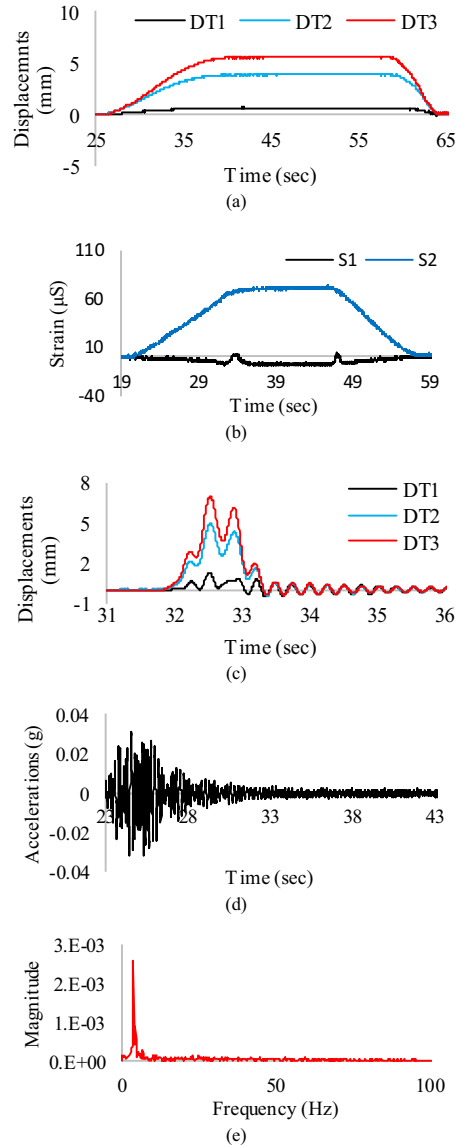 DT1 DT2 DT3
Displacemnts
(mm)
10
5
0
-5
25 35 45 55 65
Time (sec)
(a)
S1 S2
Strain (µS)
110
60
10
-40
19 29 39 49 59
Time (sec)
(b)
DT1
DT2
DT3
Displacements
(mm)
8
5
2
-1
31 32 33 34 35 36
Time (sec)
(c)
Accelerations (g)
0.04
0.02
0
-0.02
-0.04
23 28 33 38 43
Time (sec)
(d)
Magnitude
3.E-03
2.E-03
1.E-03
0.E+00
0 50 100
Frequency (Hz)
(e)